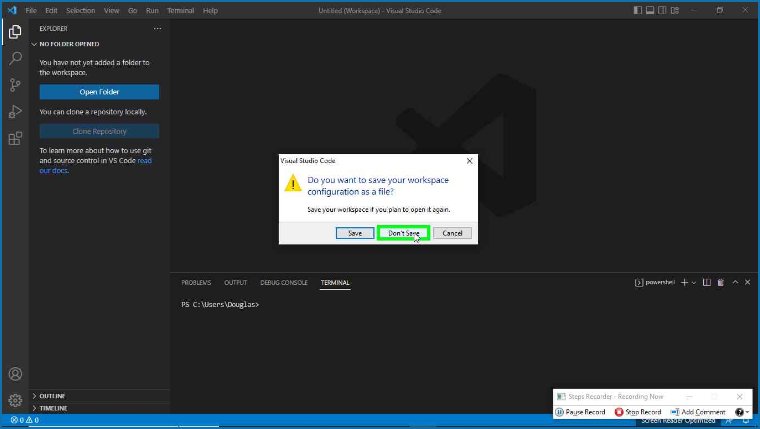 File Edit Selection View Go Run Terminal Help
Untitled (Workspace) - Visual Studio Code
EXPLORER
NO FOLDER OPENED
You have not yet added a folder to
the workspace.
Open Folder
You can clone a repository locally.
Clone Repository
To learn more about how to use git
and source control in VS Code read
our docs.
Visual Studio Code
Do you want to save your workspace
configuration as a file?
Save your workspace if you plan to open it again.
Save
Don't Save
Cancel
PROBLEMS OUTPUT DEBUG CONSOLE TERMINAL
powershell
PS C:\Users\Douglas>
OUTLINE
TIMELINE
Steps Recorder - Recording Now
Pause Record Stop Record Add Comment
0 0
Screen Reader Optimized